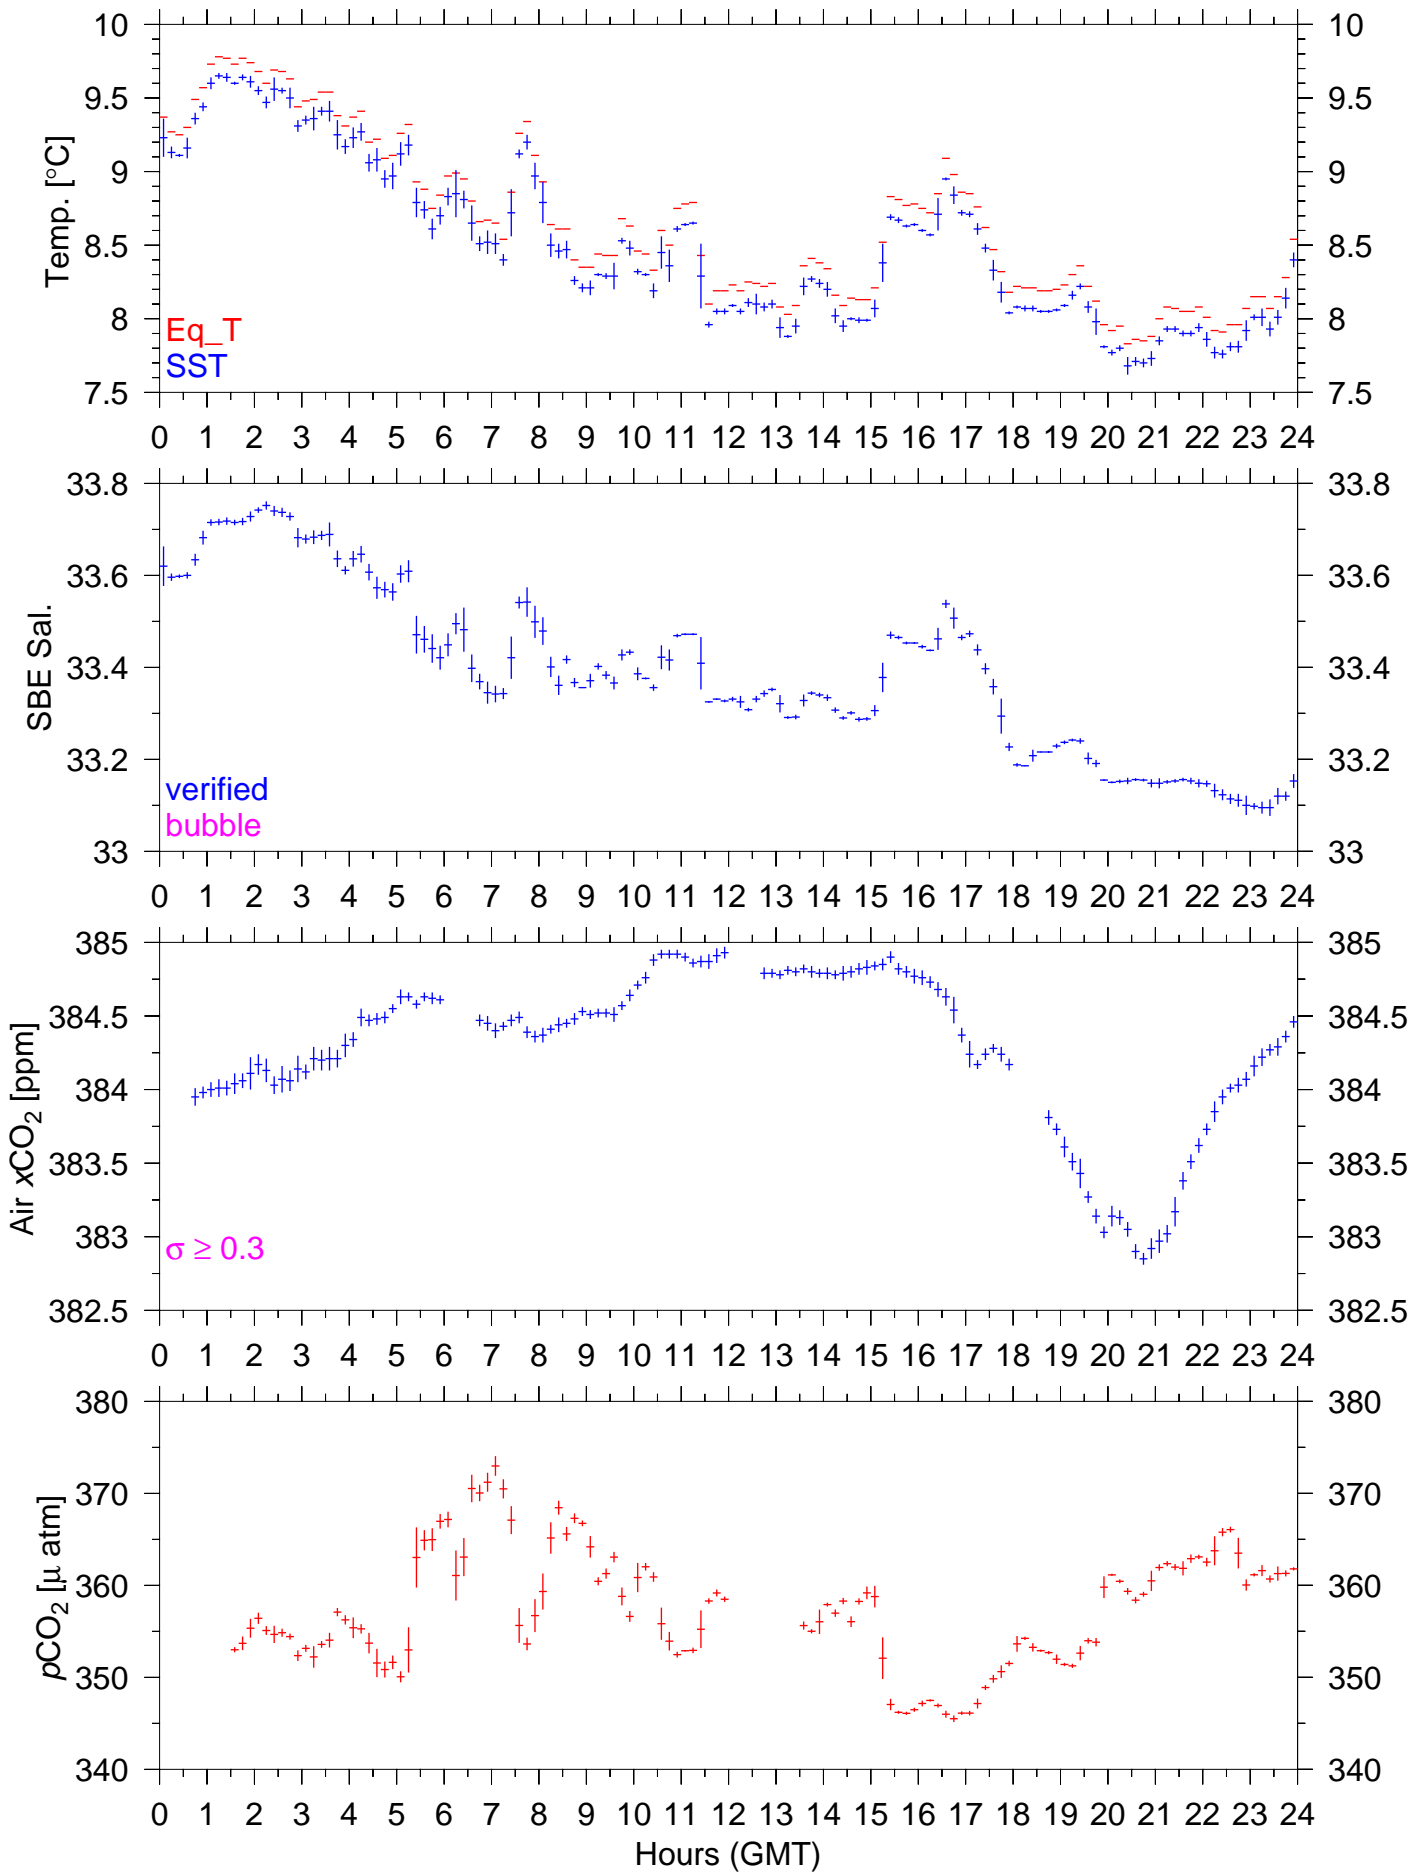 10 10
9.5 9.5
9 9
8.5 8.5
8 8
7.5 7.5
Temp. [°C]
Eq_T
SST
0 1 2 3 4 5 6 7 8 9 10 11 12 13 14 15 16 17 18 19 20 21 22 23 24
33.8 33.8
33.6 33.6
33.4 33.4
33.2 33.2
33 33
SBE Sal.
verified
bubble
0 1 2 3 4 5 6 7 8 9 10 11 12 13 14 15 16 17 18 19 20 21 22 23 24
385 385
384.5 384.5
384 384
383.5 383.5
383 383
382.5 382.5
Air xCO₂ [ppm]
σ ≥ 0.3
0 1 2 3 4 5 6 7 8 9 10 11 12 13 14 15 16 17 18 19 20 21 22 23 24
380 380
370 370
360 360
350 350
340 340
pCO₂ [μ atm]
0 1 2 3 4 5 6 7 8 9 10 11 12 13 14 15 16 17 18 19 20 21 22 23 24
Hours (GMT)